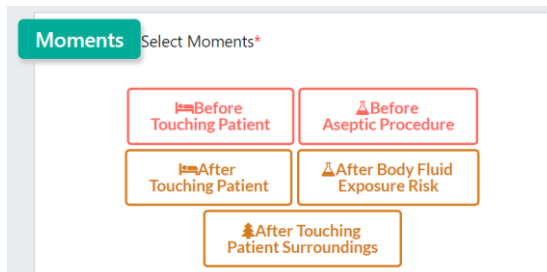 Moments Select Moments*
Before
Touching Patient
Before
Aseptic Procedure
After
Touching Patient
After Body Fluid
Exposure Risk
After Touching
Patient Surroundings